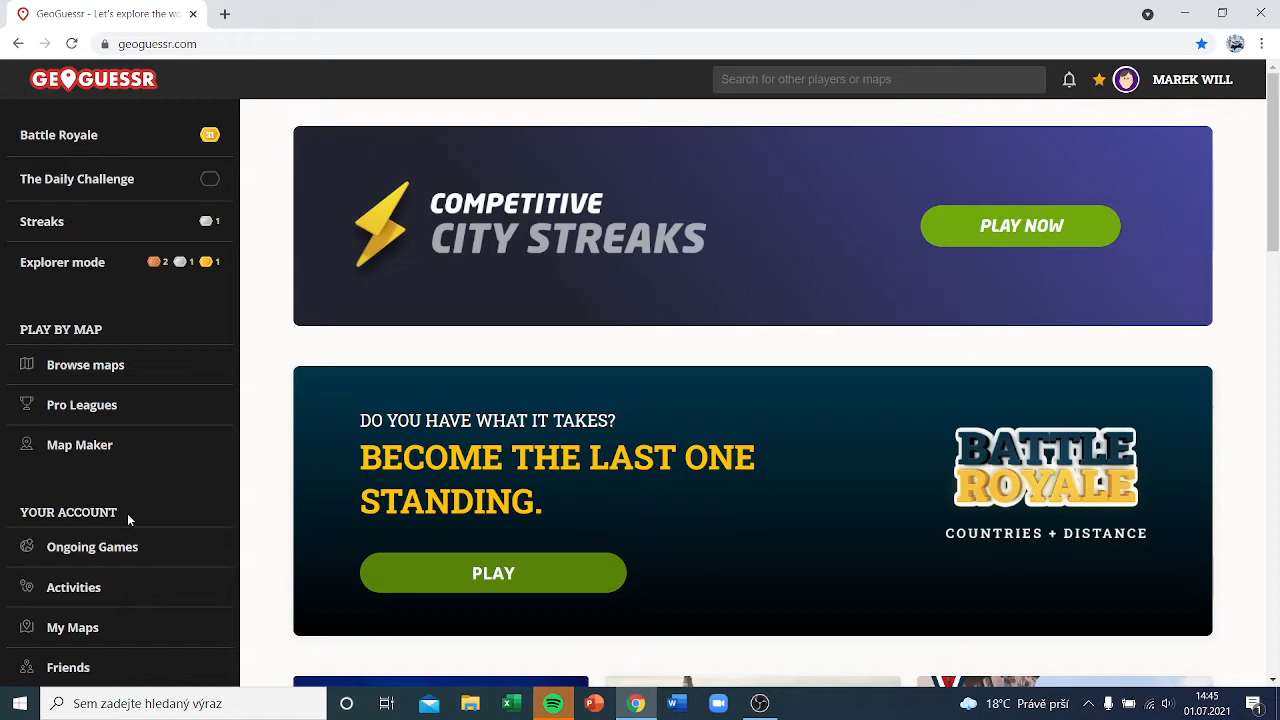 GeoGuessr - Let's explore the wo
geoguessr.com
GEOGUESSR
Search for other players or maps
MAREK WILL
Battle Royale
31
The Daily Challenge
Streaks
1
Explorer mode
2
1
1
PLAY BY MAP
Browse maps
Pro Leagues
Map Maker
YOUR ACCOUNT
Ongoing Games
Activities
My Maps
Friends
COMPETITIVE
CITY STREAKS
PLAY NOW
DO YOU HAVE WHAT IT TAKES?
BECOME THE LAST ONE
STANDING.
PLAY
BATTLE
ROYALE
COUNTRIES + DISTANCE
Sem zadejte hledaný výraz
18°C Právě prší
14:45
01.07.2021
1